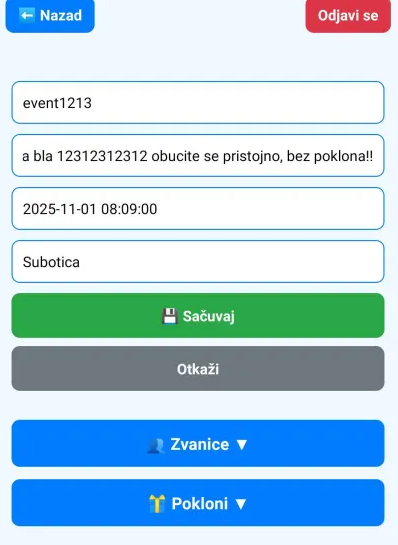 ⬅️ Nazad
Odjavi se
event1213
a bla 12312312312 obucite se pristojno, bez poklona!!
2025-11-01 08:09:00
Subotica
💾 Sačuvaj
Otkaži
👥 Zvanice ▼
🎁 Pokloni ▼